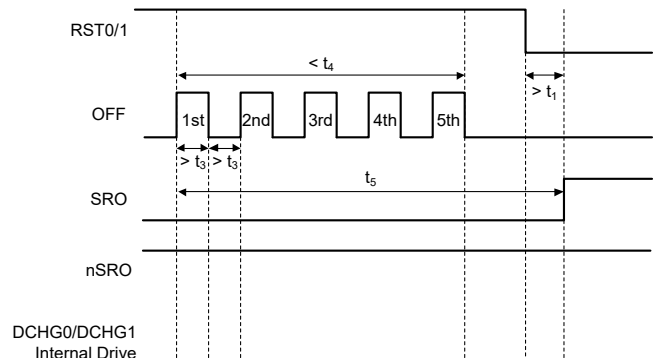 RST0/1
< t4
> t1
OFF
1st 2nd 3rd 4th 5th
> t3 > t3
t5
SRO
nSRO
DCHG0/DCHG1
Internal Drive